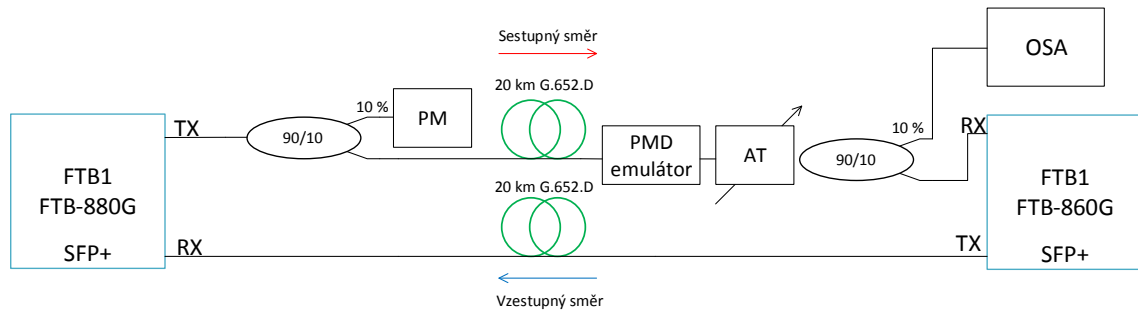 Sestupný směr
OSA
20 km G.652.D
10 %
PM
TX
90/10
PMD
emulátor
AT
10 %
90/10
RX
FTB1
FTB-880G
SFP+
20 km G.652.D
FTB1
FTB-860G
SFP+
RX
TX
Vzestupný směr